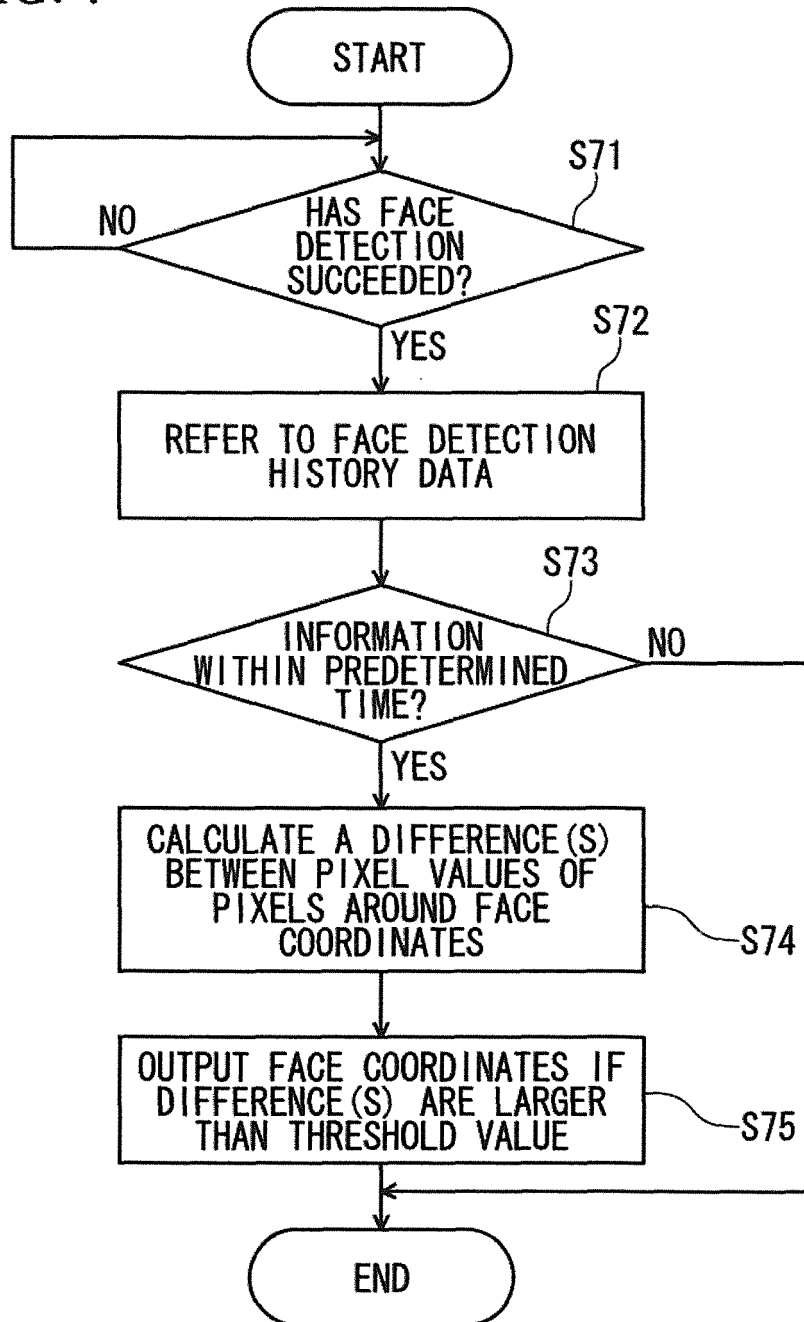 START
S71
NO
HAS FACE
DETECTION
SUCCEEDED?
YES
S72
REFER TO FACE DETECTION
HISTORY DATA
S73
INFORMATION
WITHIN PREDETERMINED
TIME?
NO
YES
CALCULATE A DIFFERENCE(S)
BETWEEN PIXEL VALUES OF
PIXELS AROUND FACE
COORDINATES
S74
OUTPUT FACE COORDINATES IF
DIFFERENCE(S) ARE LARGER
THAN THRESHOLD VALUE
S75
END